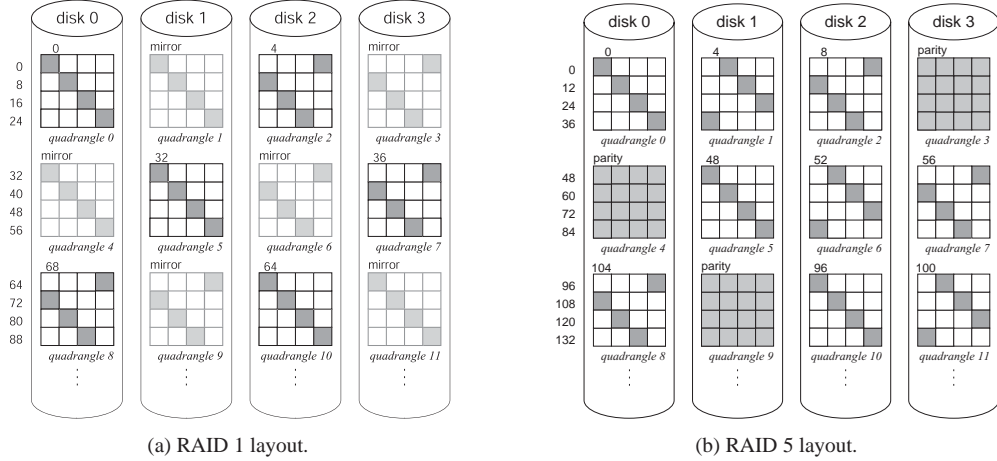 disk 0 disk 1 disk 2 disk 3
0 mirror 4 mirror
0
8
16
24
quadrangle 0 quadrangle 1 quadrangle 2 quadrangle 3
mirror 32 mirror 36
32
40
48
56
quadrangle 4 quadrangle 5 quadrangle 6 quadrangle 7
68 mirror 64 mirror
64
72
80
88
quadrangle 8 quadrangle 9 quadrangle 10 quadrangle 11
(a) RAID 1 layout.
disk 0 disk 1 disk 2 disk 3
0 4 8 parity
0
12
24
36
quadrangle 0 quadrangle 1 quadrangle 2 quadrangle 3
parity 48 52 56
48
60
72
84
quadrangle 4 quadrangle 5 quadrangle 6 quadrangle 7
104 parity 96 100
96
108
120
132
quadrangle 8 quadrangle 9 quadrangle 10 quadrangle 11
(b) RAID 5 layout.